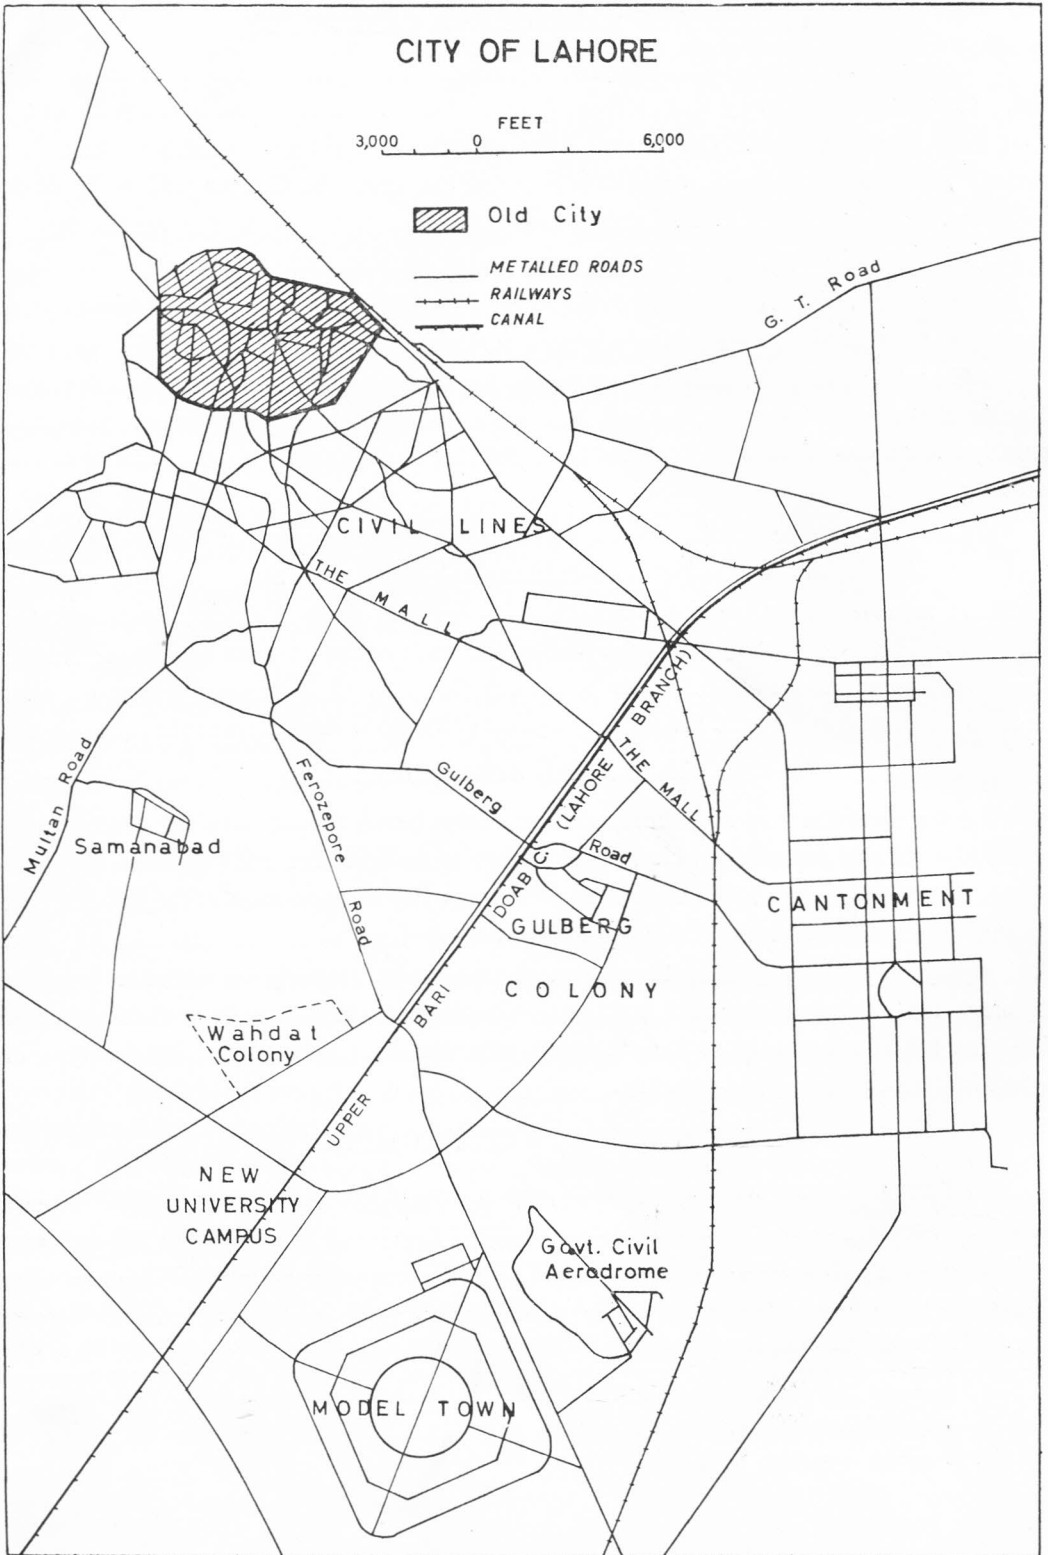 CITY OF LAHORE
FEET
3,000 0 6,000
Old City
METALLED ROADS
RAILWAYS
CANAL
G. T. Road
CIVIL LINES
THE MALL
BRANCH)
(LAHORE
THE MALL
Multan Road
Ferozepore
Road
Gulberg
Road
Samanabad
DOAB C.
CANTONMENT
GULBERG
COLONY
BARI
Wahdat
Colony
UPPER
NEW
UNIVERSITY
CAMPUS
Govt. Civil
Aerodrome
MODEL TOWN